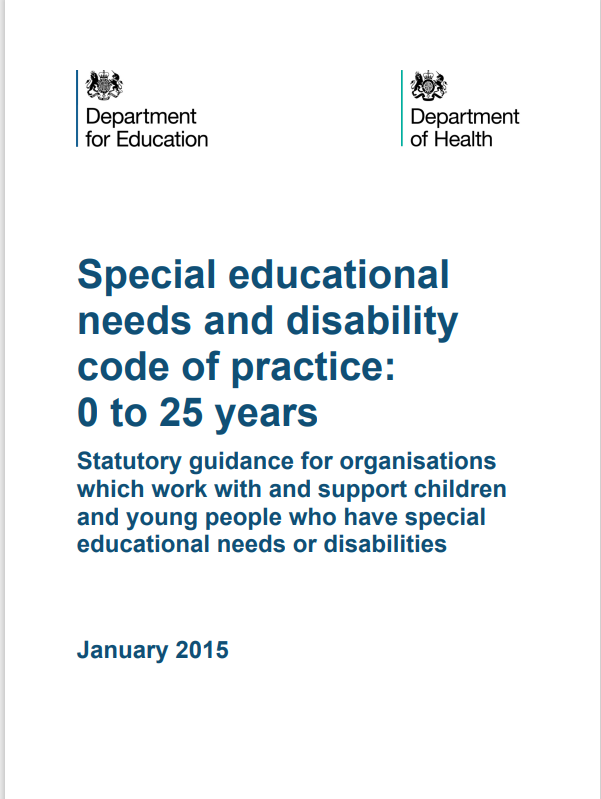 Department
for Education
Department
of Health
Special educational
needs and disability
code of practice:
0 to 25 years
Statutory guidance for organisations
which work with and support children
and young people who have special
educational needs or disabilities
January 2015